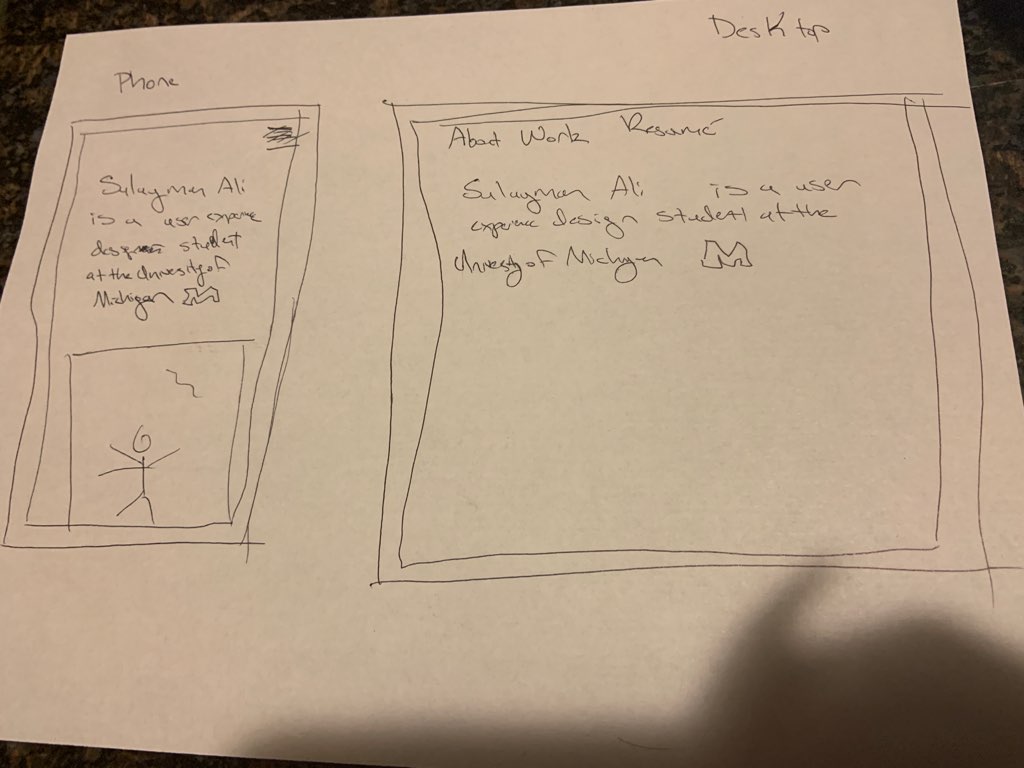 Phone
Sulayman Ali
is a user experience
design student
at the University of
Michigan M
Desktop
About Work Resumé
Sulayman Ali is a user
experience design student at the
University of Michigan M